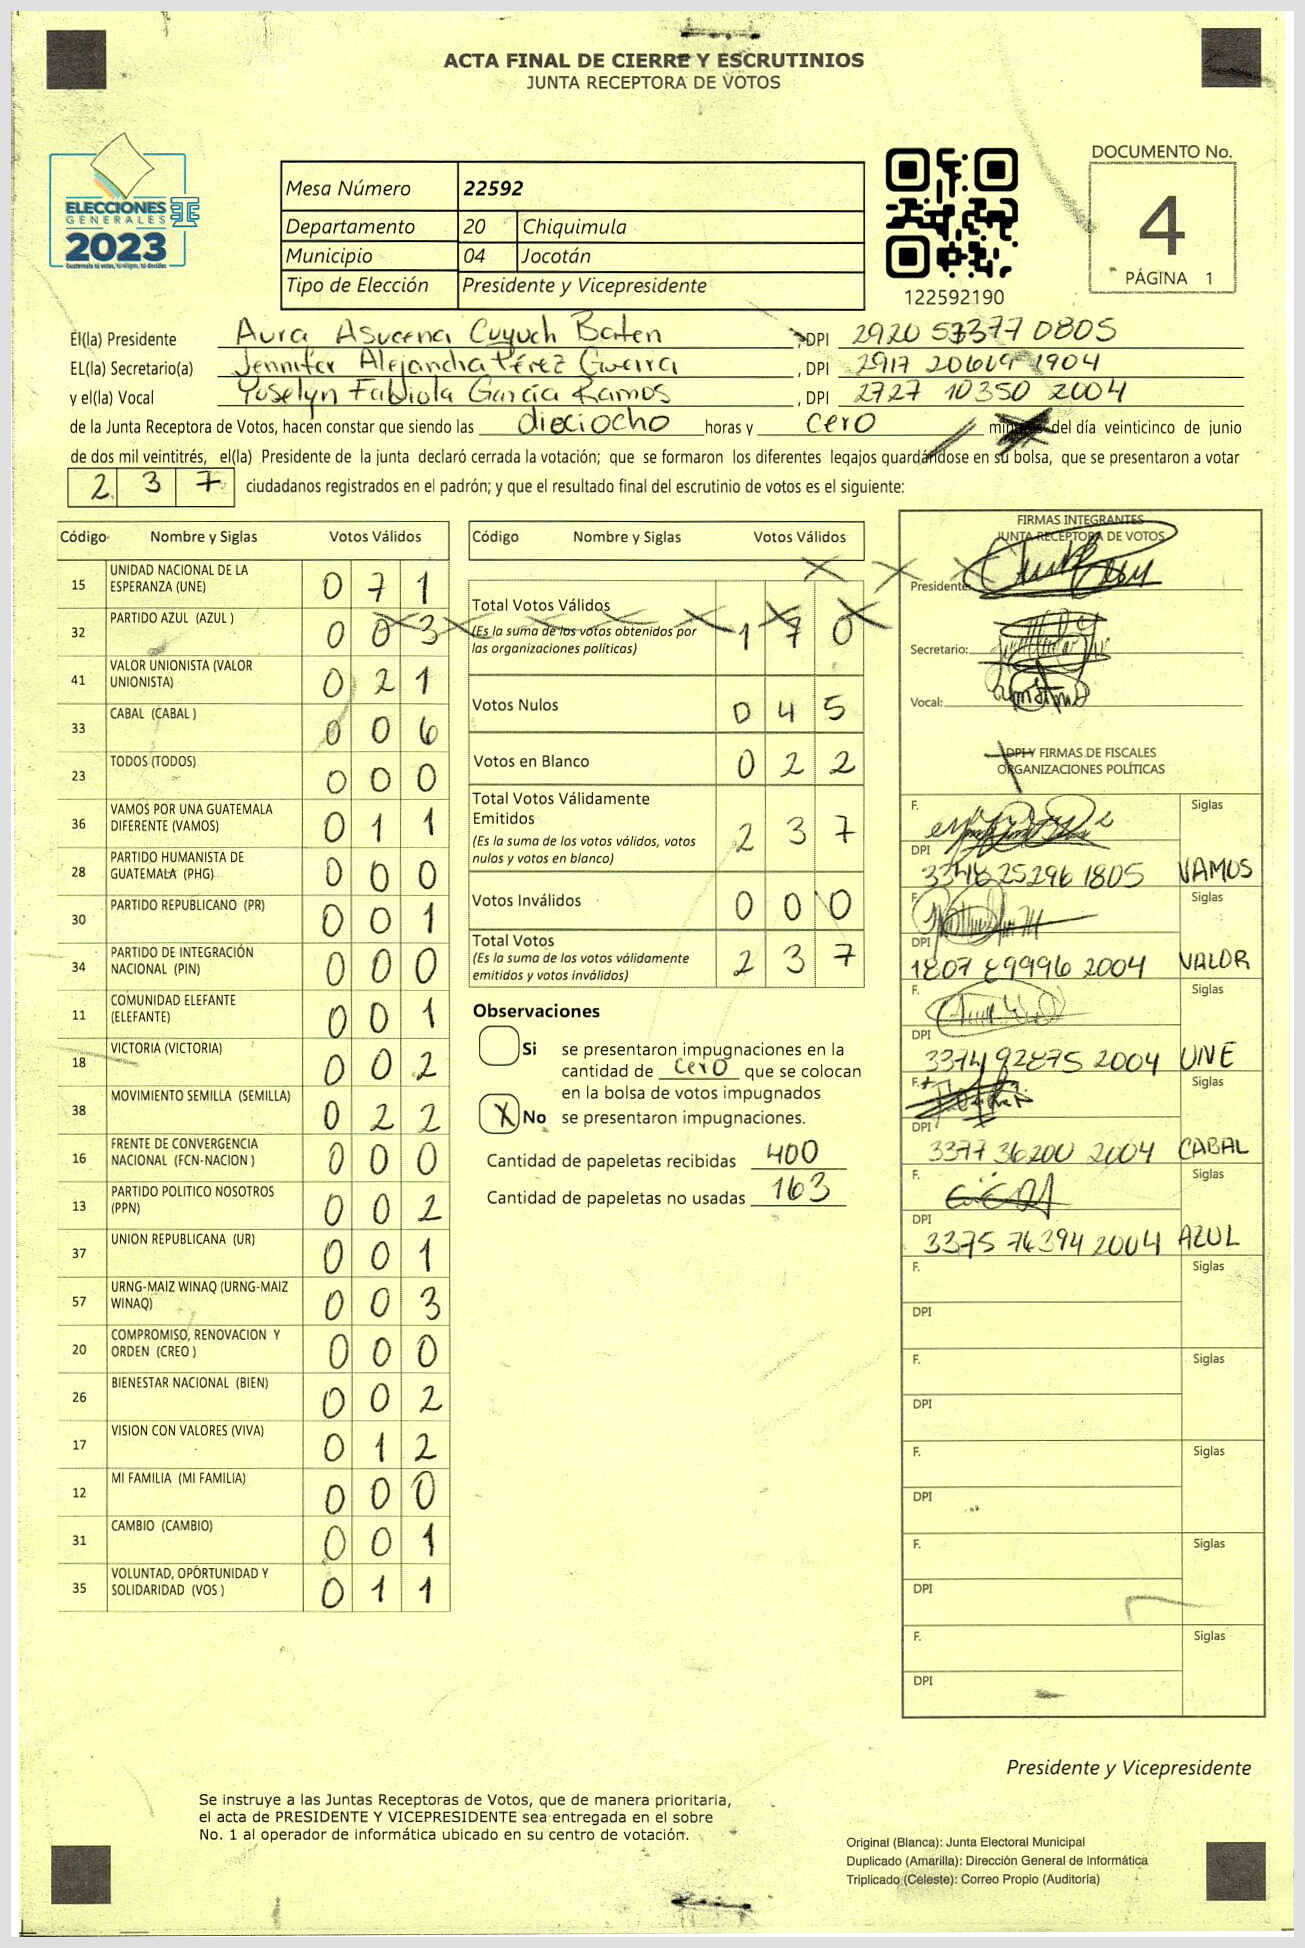 ACTA FINAL DE CIERRE Y ESCRUTINIOS
JUNTA RECEPTORA DE VOTOS
ELECCIONES
GENERALES
2023
Mesa Número 22592
Departamento 20 Chiquimula
Municipio 04 Jocotán
Tipo de Elección Presidente y Vicepresidente
122592190
DOCUMENTO No.
4
PÁGINA 1
El(la) Presidente Aura Asucena Cuyuch Baten, DPI 2920 0805
EL(la) Secretario(a) Jennifer Alejandra Pérez Guerra, DPI 2917 1904
y el(la) Vocal Yoselyn Fabiola García Ramos, DPI 2727 10350 2004
de la Junta Receptora de Votos, hacen constar que siendo las dieciocho horas y cero minutos del día veinticinco de junio
de dos mil veintitrés, el(la) Presidente de la junta declaró cerrada la votación; que se formaron los diferentes legajos quardándose en su bolsa, que se presentaron a votar
2 3 7 ciudadanos registrados en el padrón; y que el resultado final del escrutinio de votos es el siguiente:
Código Nombre y Siglas Votos Válidos
15 UNIDAD NACIONAL DE LA ESPERANZA (UNE) 0 7 1
32 PARTIDO AZUL (AZUL ) 0 0 3
41 VALOR UNIONISTA (VALOR UNIONISTA) 0 2 1
33 CABAL (CABAL ) 0 0 6
23 TODOS (TODOS) 0 0 0
36 VAMOS POR UNA GUATEMALA DIFERENTE (VAMOS) 0 1 1
28 PARTIDO HUMANISTA DE GUATEMALA (PHG) 0 0 0
30 PARTIDO REPUBLICANO (PR) 0 0 1
34 PARTIDO DE INTEGRACIÓN NACIONAL (PIN) 0 0 0
11 COMUNIDAD ELEFANTE (ELEFANTE) 0 0 1
18 VICTORIA (VICTORIA) 0 0 2
38 MOVIMIENTO SEMILLA (SEMILLA) 0 2 2
16 FRENTE DE CONVERGENCIA NACIONAL (FCN-NACION ) 0 0 0
13 PARTIDO POLITICO NOSOTROS (PPN) 0 0 2
37 UNION REPUBLICANA (UR) 0 0 1
57 URNG-MAIZ WINAQ (URNG-MAIZ WINAQ) 0 0 3
20 COMPROMISO, RENOVACION Y ORDEN (CREO ) 0 0 0
26 BIENESTAR NACIONAL (BIEN) 0 0 2
17 VISION CON VALORES (VIVA) 0 1 2
12 MI FAMILIA (MI FAMILIA) 0 0 0
31 CAMBIO (CAMBIO) 0 0 1
35 VOLUNTAD, OPORTUNIDAD Y SOLIDARIDAD (VOS ) 0 1 1
Código Nombre y Siglas Votos Válidos
Total Votos Válidos 1 7 0
(Es la suma de los votos obtenidos por
las organizaciones políticas)
Votos Nulos 0 4 5
Votos en Blanco 0 2 2
Total Votos Válidamente
Emitidos 2 3 7
(Es la suma de los votos válidos, votos
nulos y votos en blanco)
Votos Inválidos 0 0 0
Total Votos 2 3 7
(Es la suma de los votos válidamente
emitidos y votos inválidos)
Observaciones
Si se presentaron impugnaciones en la
cantidad de cero que se colocan
en la bolsa de votos impugnados
X No se presentaron impugnaciones.
Cantidad de papeletas recibidas 400
Cantidad de papeletas no usadas 163
FIRMAS INTEGRANTES
JUNTA RECEPTORA DE VOTOS
Presidente:
Secretario:
Vocal:
DPI Y FIRMAS DE FISCALES
ORGANIZACIONES POLÍTICAS
F. Siglas
DPI
3348 25296 1805 VAMOS
F. Siglas
DPI
1807 89996 2004 VALOR
F. Siglas
DPI
3374 92875 2004 UNE
F. Siglas
DPI
3377 36200 2004 CABAL
F. Siglas
DPI
3375 76394 2004 AZUL
F. Siglas
DPI
F. Siglas
DPI
F. Siglas
DPI
F. Siglas
DPI
F. Siglas
DPI
Presidente y Vicepresidente
Se instruye a las Juntas Receptoras de Votos, que de manera prioritaria,
el acta de PRESIDENTE Y VICEPRESIDENTE sea entregada en el sobre
No. 1 al operador de informática ubicado en su centro de votación.
Original (Blanca): Junta Electoral Municipal
Duplicado (Amarilla): Dirección General de Informática
Triplicado (Celeste): Correo Propio (Auditoría)